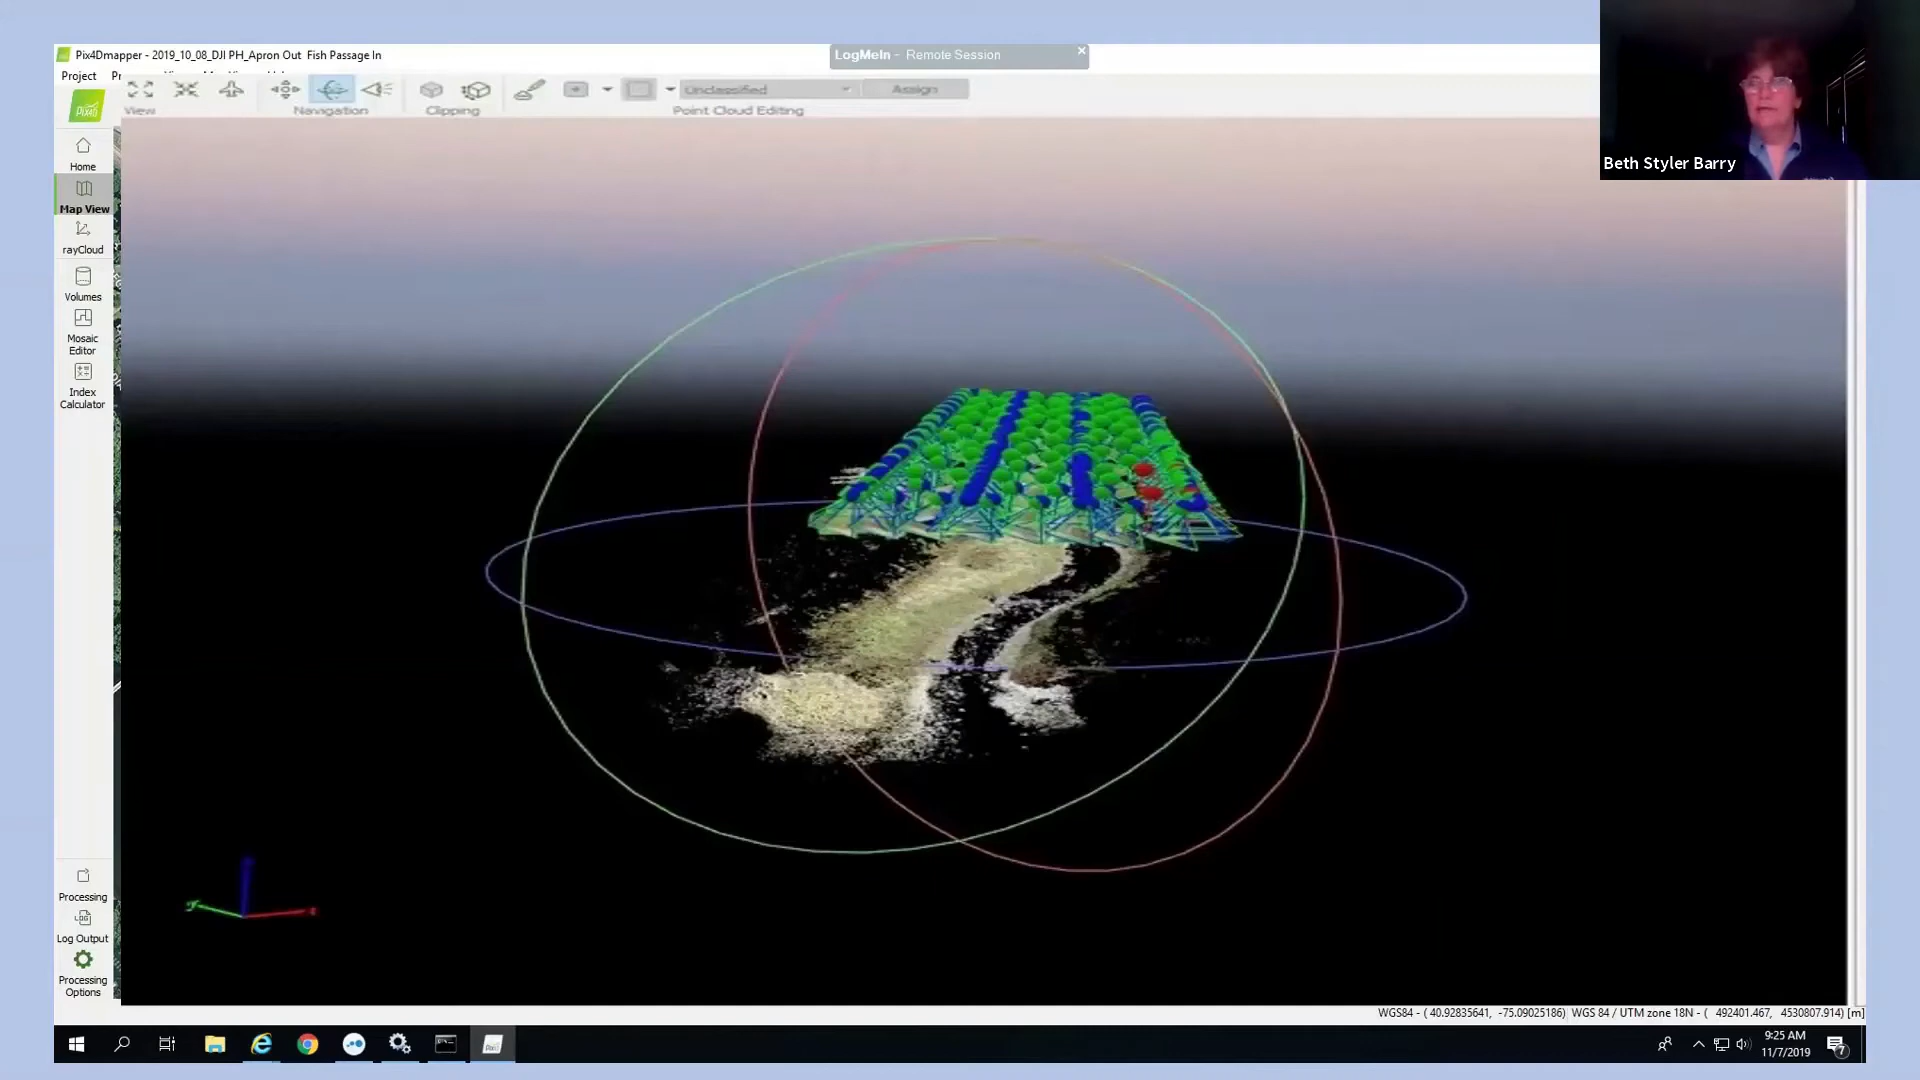 Pix4Dmapper - 2019_10_08_DJI PH_Apron Out Fish Passage In
LogMeIn - Remote Session
Project
View
Navigation
Clipping
Unclassified
Assign
Point Cloud Editing
Home
Map View
rayCloud
Volumes
Mosaic
Editor
Index
Calculator
Processing
Log Output
Processing
Options
Beth Styler Barry
WGS84 - ( 40.92835641, -75.09025186) WGS 84 / UTM zone 18N - ( 492401.467, 4530807.914) [m]
9:25 AM
11/7/2019
7